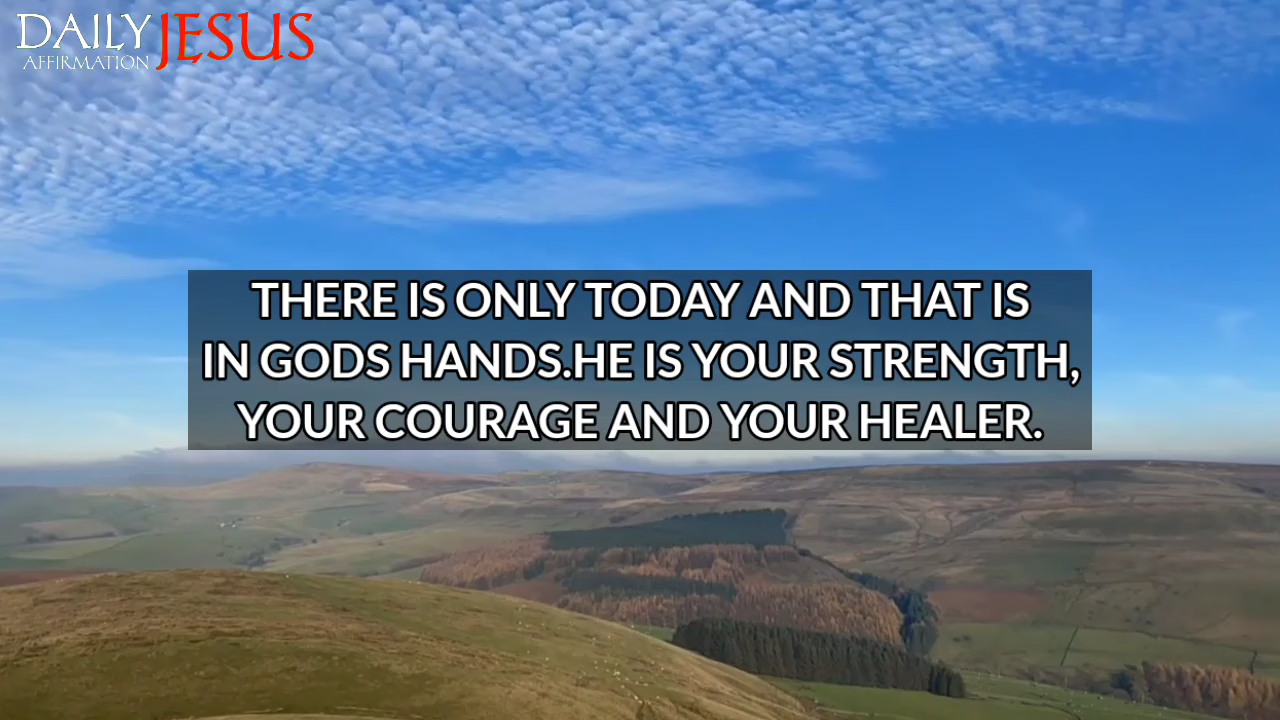 DAILY JESUS
AFFIRMATION
THERE IS ONLY TODAY AND THAT IS
IN GODS HANDS.HE IS YOUR STRENGTH,
YOUR COURAGE AND YOUR HEALER.